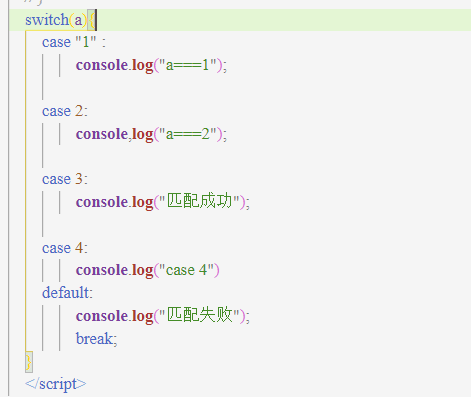 switch(a){
case "1" :
console.log("a===1");
case 2:
console,log("a===2");
case 3:
console.log("匹配成功");
case 4:
console.log("case 4")
default:
console.log("匹配失败");
break;
}
</script>